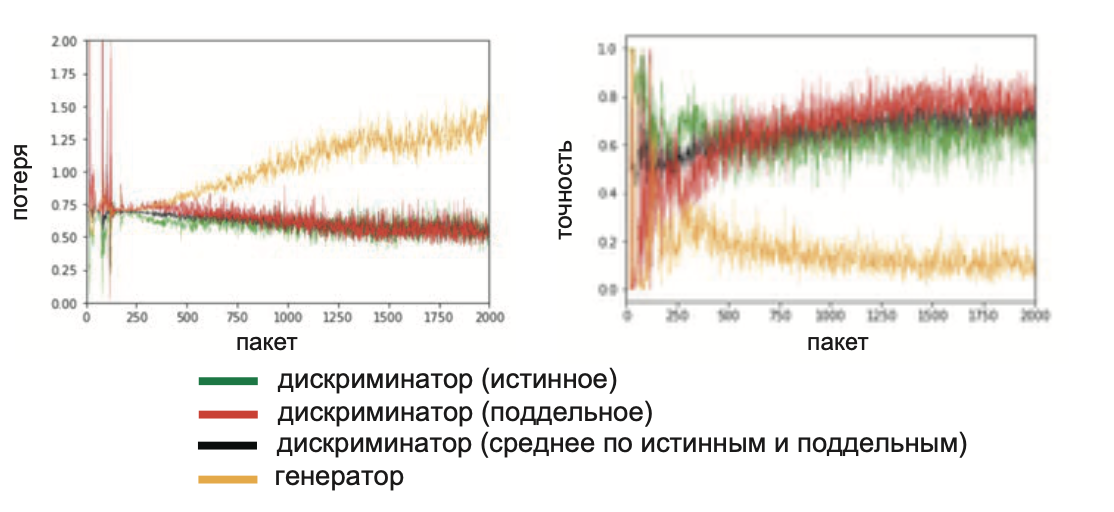 2.00
1.75
1.50
1.25
1.00
0.75
0.50
0.25
0.00
потеря
0 250 500 750 1000 1250 1500 1750 2000
пакет
1.0
0.8
0.6
0.4
0.2
0.0
точность
0 250 500 750 1000 1250 1500 1750 2000
пакет
дискриминатор (истинное)
дискриминатор (поддельное)
дискриминатор (среднее по истинным и поддельным)
генератор